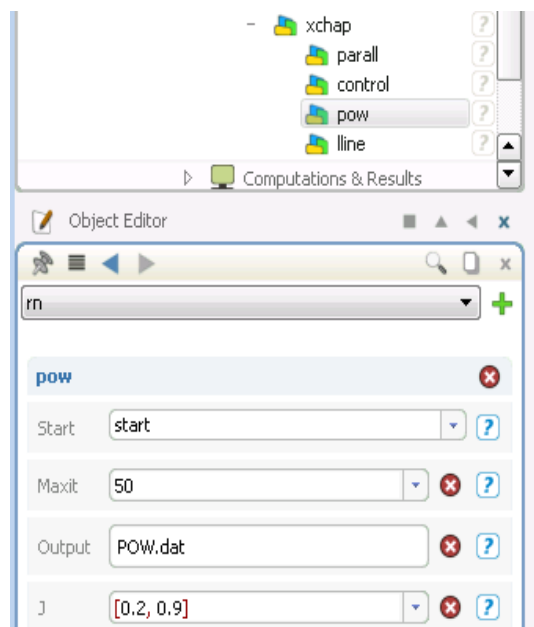 xchap
parall
control
pow
lline
Computations & Results
Object Editor
rn
pow
Start start
Maxit 50
Output POW.dat
J [0.2, 0.9]